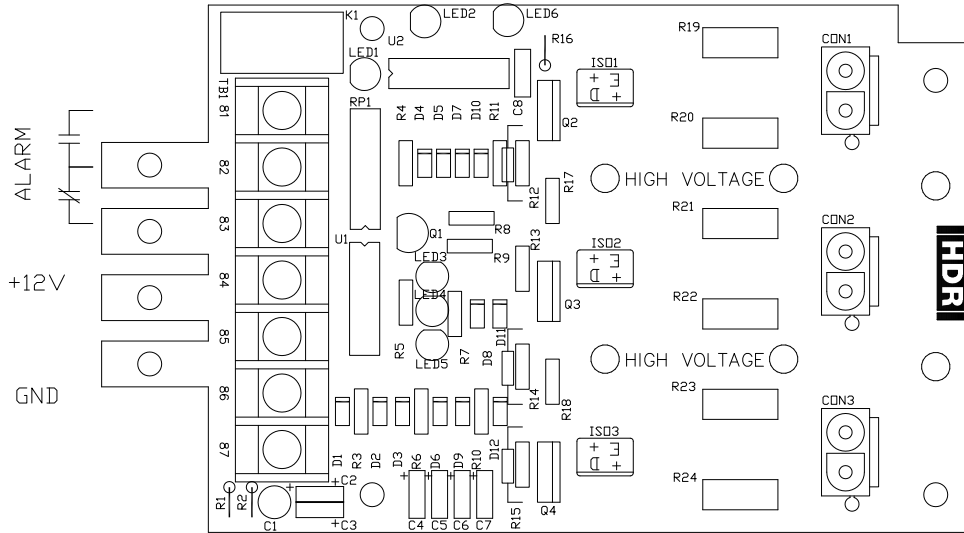 K1
LED2
LED6
U2
LED1
R16
R19
CON1
ISO1
E +
+ D
TB1
81
RP1
R4
D4
D5
D7
D10
R11
C8
Q2
R20
ALARM
82
R12
R17
HIGH VOLTAGE
83
Q1
R8
R21
CON2
U1
R9
R13
LED3
ISO2
E +
+ D
HDR
+12V
84
LED4
Q3
R22
85
R5
LED5
R7
D8
D11
HIGH VOLTAGE
GND
86
R14
R18
R23
CON3
ISO3
E +
+ D
87
D1
R3
D2
D3
R6
D6
D9
R10
D12
R24
R1
R2
+
+C2
+
+
+
+
C1
+C3
C4
C5
C6
C7
R15
Q4